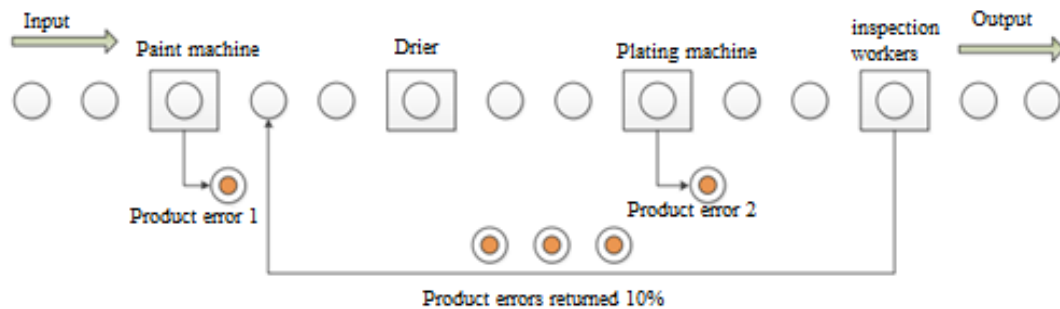 Input
Paint machine
Drier
Plating machine
inspection
workers
Output
Product error 1
Product error 2
Product errors returned 10%